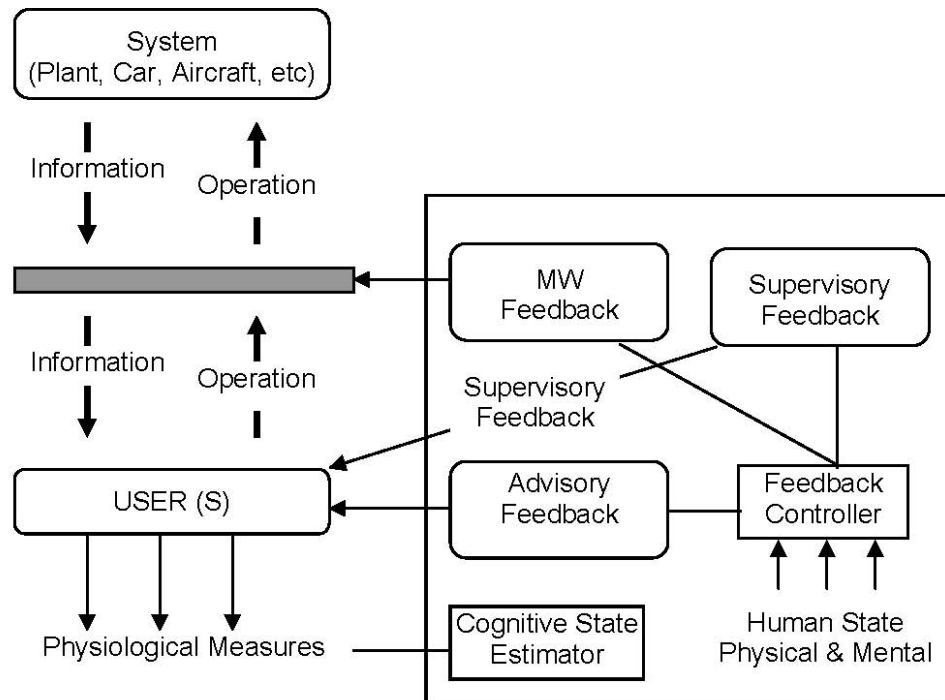 System
(Plant, Car, Aircraft, etc)
Information
Operation
MW
Feedback
Supervisory
Feedback
Information
Operation
Supervisory
Feedback
USER (S)
Advisory
Feedback
Feedback
Controller
Physiological Measures
Cognitive State
Estimator
Human State
Physical & Mental